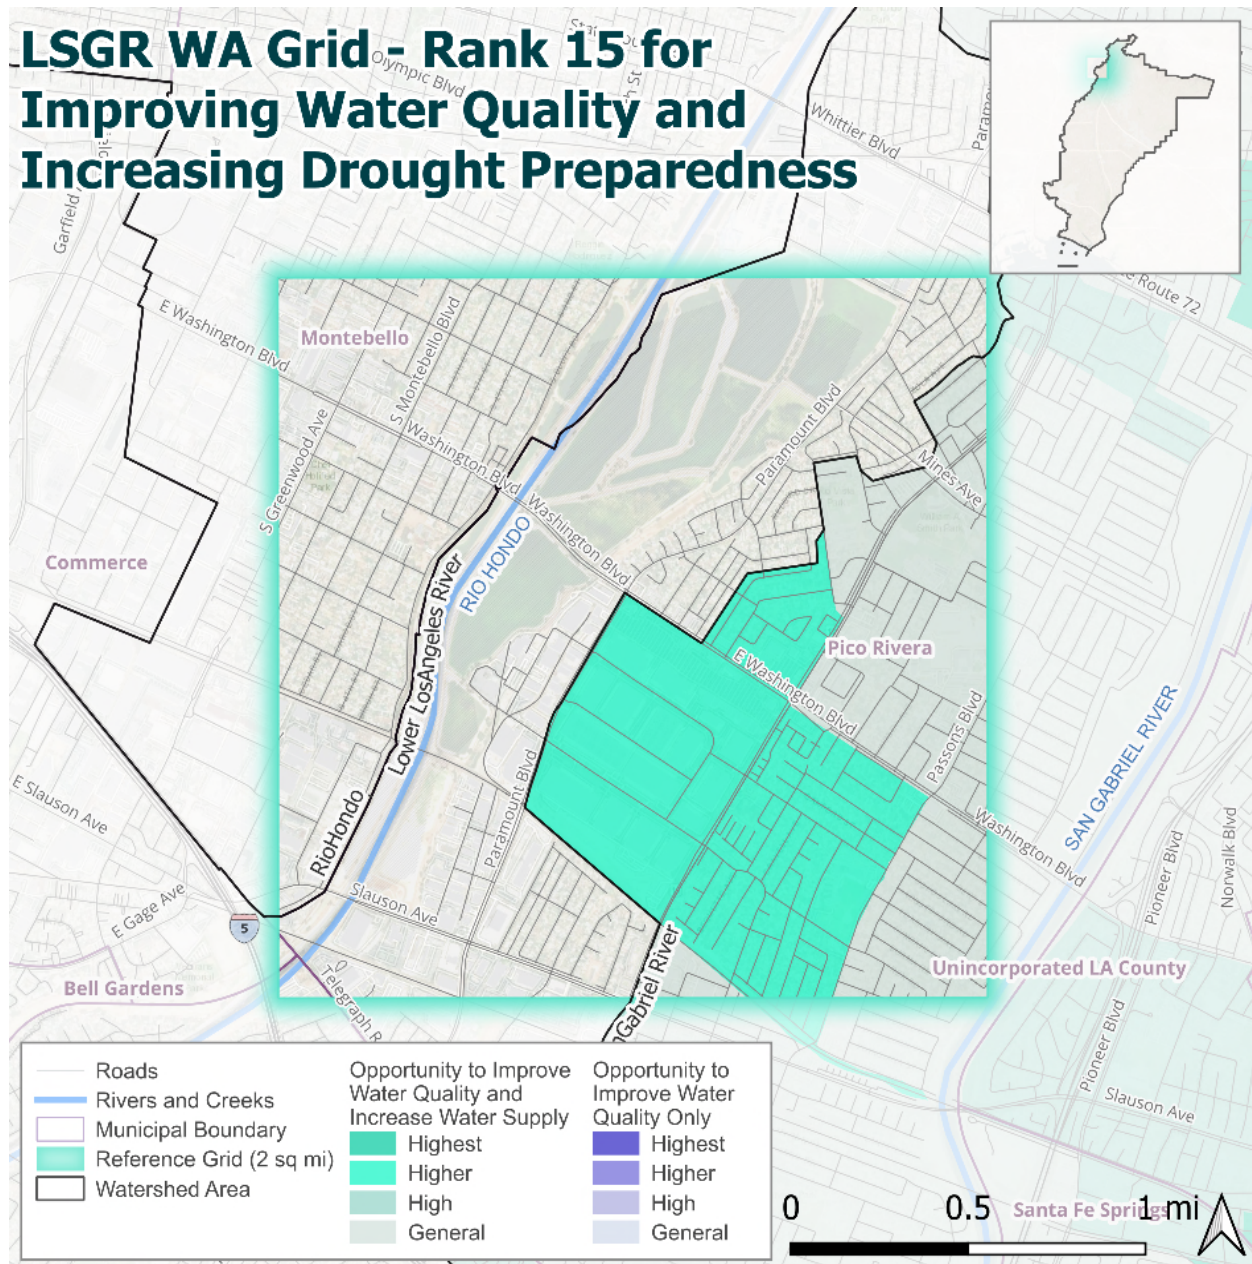 LSGR WA Grid - Rank 15 for
Improving Water Quality and
Increasing Drought Preparedness
Olympic Blvd
Whittier Blvd
Garfield
E Washington Blvd
Montebello
S Montebello Blvd
Route 72
S Greenwood Ave
S Washington Blvd
Paramount Blvd
Mines Ave
Washington Blvd
Commerce
RIO HONDO
Lower LosAngeles River
Pico Rivera
E Washington Blvd
Passons Blvd
SAN GABRIEL RIVER
E Slauson Ave
Paramount Blvd
RioHondo
Washington Blvd
Pioneer Blvd
Norwalk Blvd
Slauson Ave
E Gage Ave
5
Gabriel River
Unincorporated LA County
Bell Gardens
Telegraph R
Pioneer Blvd
Slauson Ave
Santa Fe Springs
Roads
Rivers and Creeks
Municipal Boundary
Reference Grid (2 sq mi)
Watershed Area
Opportunity to Improve
Water Quality and
Increase Water Supply
Highest
Higher
High
General
Opportunity to
Improve Water
Quality Only
Highest
Higher
High
General
0 0.5 1 mi